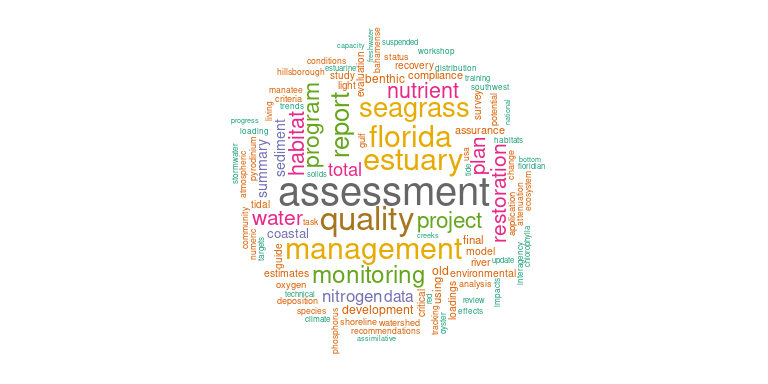 freshwater
bahamense
suspended
capacity
workshop
conditions
estuarine
evaluation
status
recovery
distribution
hillsborough
study
benthic
compliance
training
light
nutrient
southwest
manatee
criteria
trends
living
habitat
program
report
seagrass
survey
potential
national
progress
loading
sediment
gulf
florida
assurance
habitats
stormwater
atmospheric
pyrodinium
summary
solids
total
estuary
tide
usa
plan
restoration
change
bottom
floridian
ecosystem
assessment
tidal
water
task
quality
project
application
attenuation
community
numeric
targets
coastal
creeks
final
guide
management
model
river
update
interagency
chlorophylla
estimates
monitoring
old
environmental
oxygen
using
analysis
impacts
technical
deposition
nitrogen
data
critical
red
loadings
review
species
development
effects
climate
phosphorus
shoreline
watershed
tracking
oyster
recommendations
assimilative